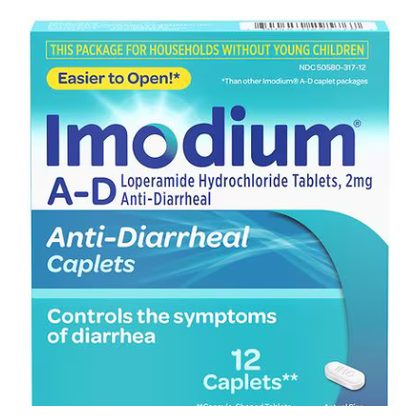 THIS PACKAGE FOR HOUSEHOLDS WITHOUT YOUNG CHILDREN
NDC 50580-317-12
Easier to Open!*
*Than other Imodium® A-D caplet packages
Imodium®
A-D Loperamide Hydrochloride Tablets, 2mg
Anti-Diarrheal
Anti-Diarrheal
Caplets
Controls the symptoms
of diarrhea
12
Caplets**